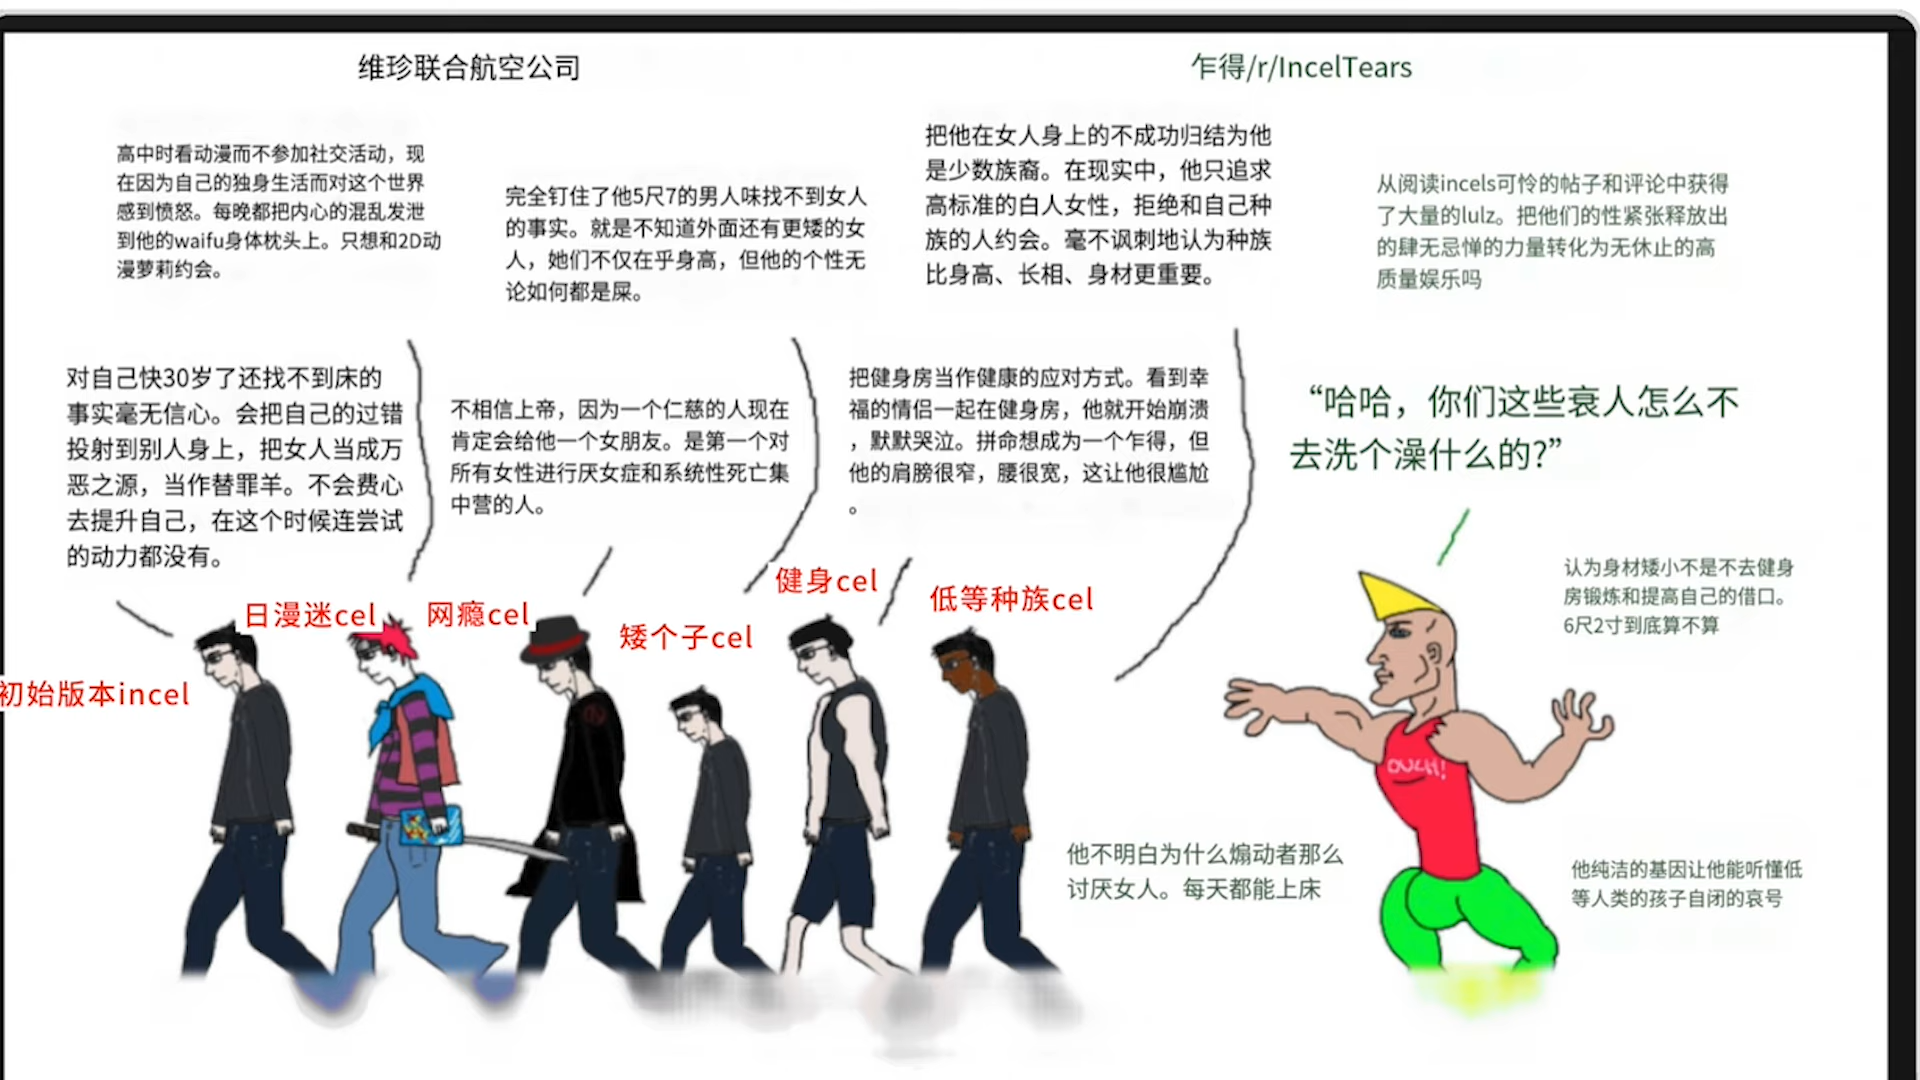 维珍联合航空公司
乍得/r/IncelTears
高中时看动漫而不参加社交活动，现
在因为自己的独身生活而对这个世界
感到愤怒。每晚都把内心的混乱发泄
到他的waifu身体枕头上。只想和2D动
漫萝莉约会。
完全钉住了他5尺7的男人味找不到女人
的事实。就是不知道外面还有更矮的女
人，她们不仅在乎身高，但他的个性无
论如何都是屎。
把他在女人身上的不成功归结为他
是少数族裔。在现实中，他只追求
高标准的白人女性，拒绝和自己种
族的人约会。毫不讽刺地认为种族
比身高、长相、身材更重要。
从阅读incels可怜的帖子和评论中获得
了大量的lulz。把他们的性紧张释放出
的肆无忌惮的力量转化为无休止的高
质量娱乐吗
对自己快30岁了还找不到床的
事实毫无信心。会把自己的过错
投射到别人身上，把女人当成万
恶之源，当作替罪羊。不会费心
去提升自己，在这个时候连尝试
的动力都没有。
不相信上帝，因为一个仁慈的人现在
肯定会给他一个女朋友。是第一个对
所有女性进行厌女症和系统性死亡集
中营的人。
把健身房当作健康的应对方式。看到幸
福的情侣一起在健身房，他就开始崩溃
，默默哭泣。拼命想成为一个乍得，但
他的肩膀很窄，腰很宽，这让他很尴尬
。
“哈哈，你们这些衰人怎么不
去洗个澡什么的?”
认为身材矮小不是不去健身
房锻炼和提高自己的借口。
6尺2寸到底算不算
初始版本incel
日漫迷cel
网瘾cel
矮个子cel
健身cel
低等种族cel
OUCH!
他不明白为什么煽动者那么
讨厌女人。每天都能上床
他纯洁的基因让他能听懂低
等人类的孩子自闭的哀号